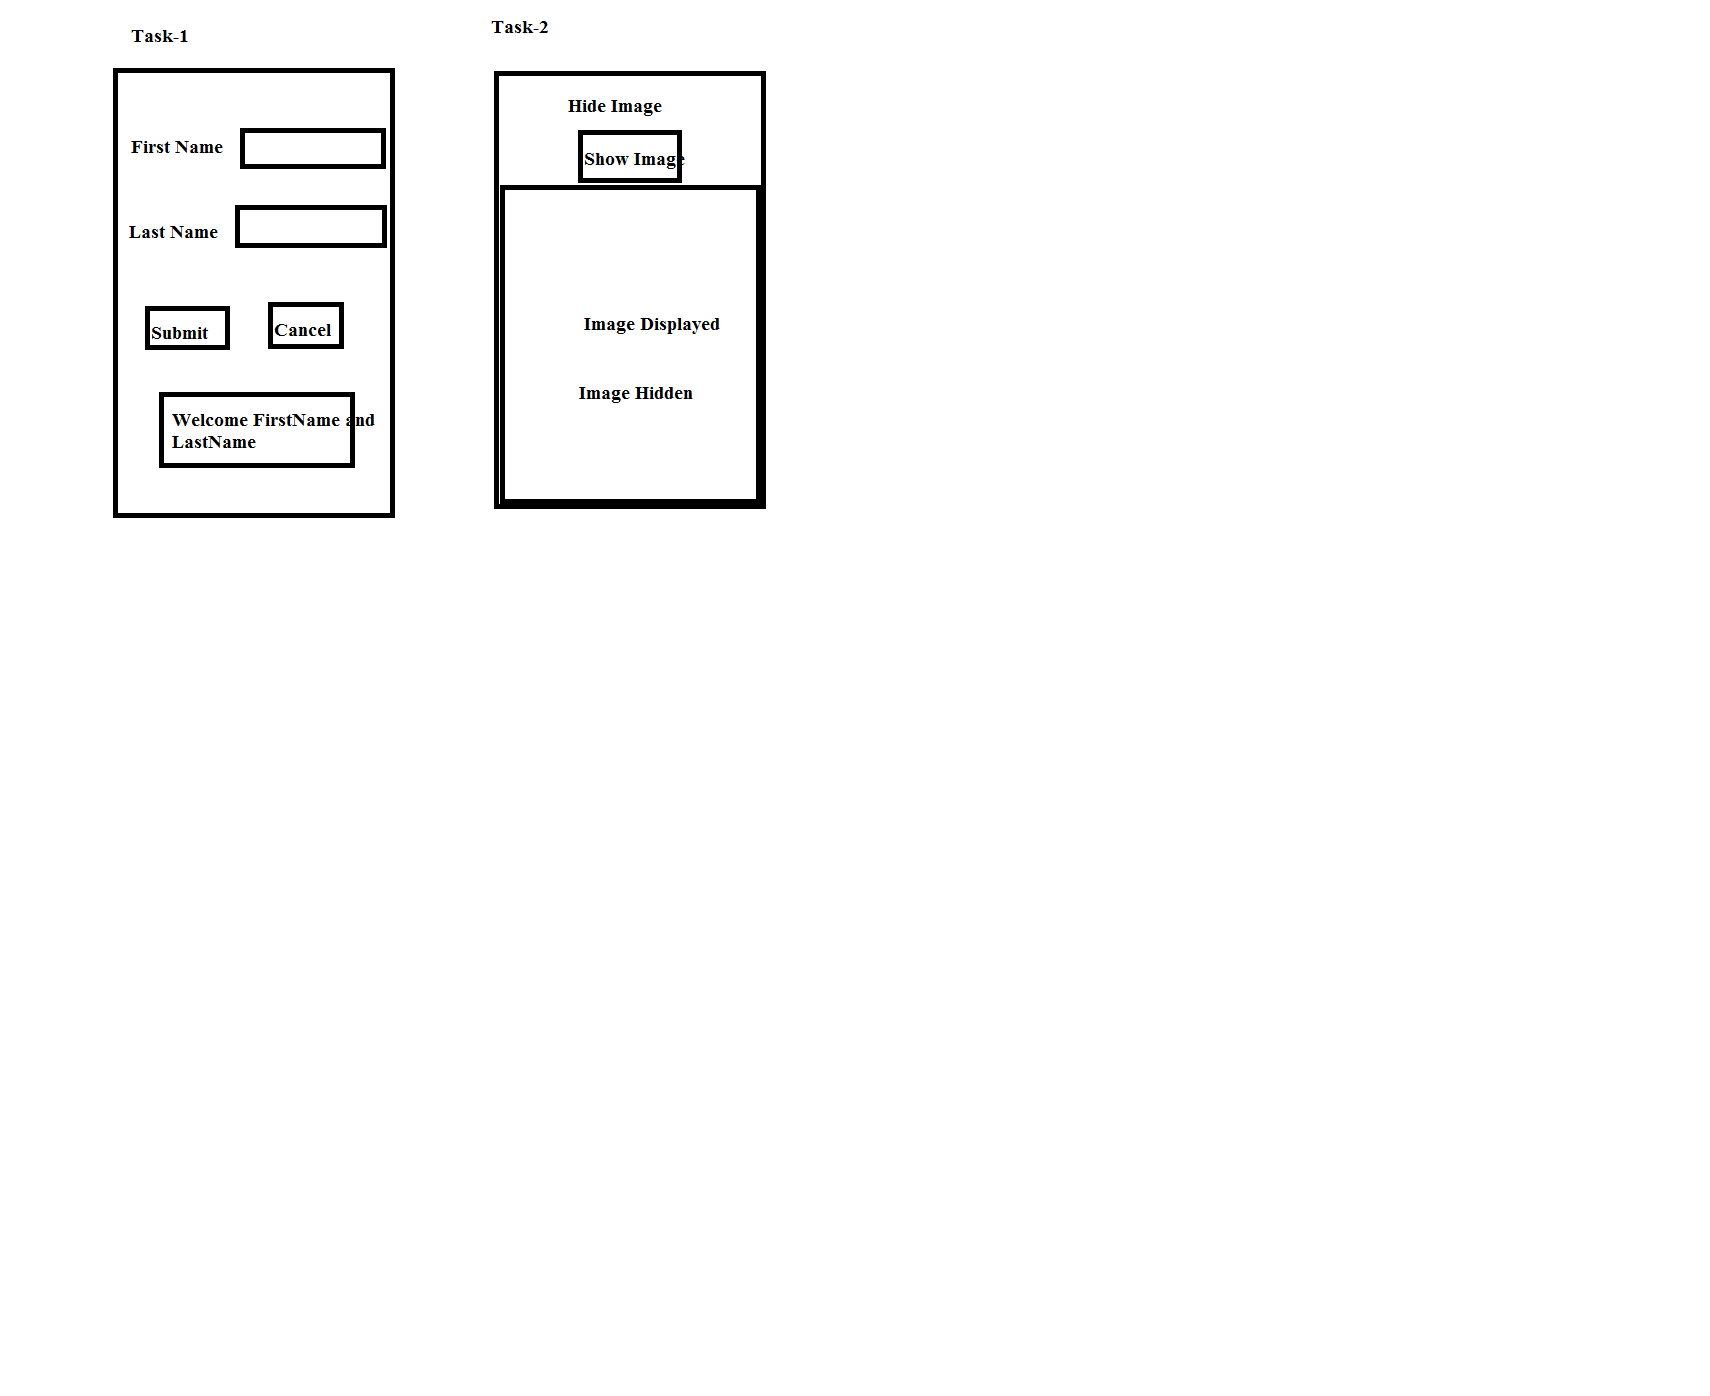 Task-1
First Name
Last Name
Submit
Cancel
Welcome FirstName and
LastName
Task-2
Hide Image
Show Image
Image Displayed
Image Hidden